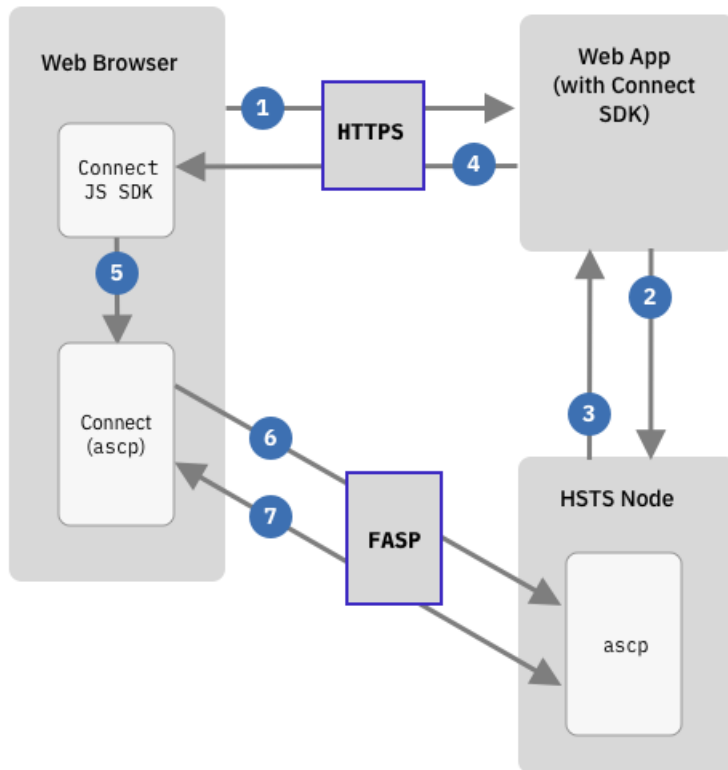 Web Browser
Web App
(with Connect
SDK)
1
HTTPS
4
Connect
JS SDK
5
2
3
Connect
(ascp)
6
7
FASP
HSTS Node
ascp